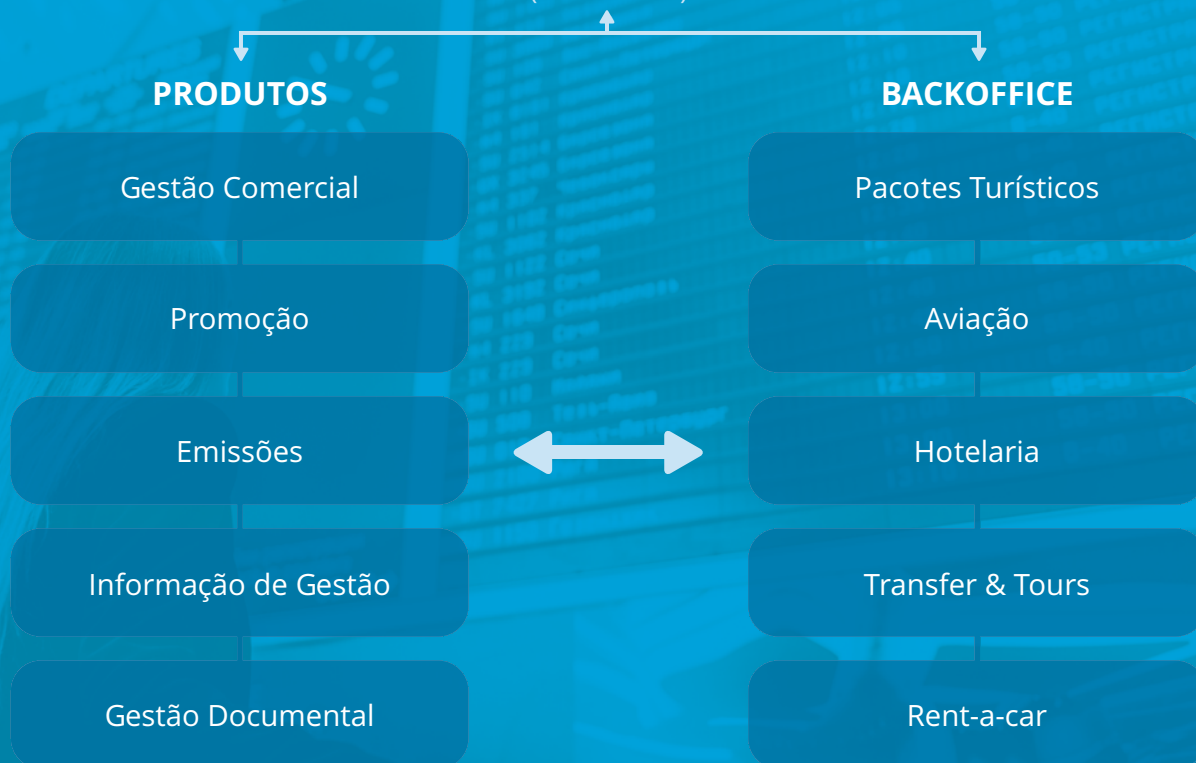 PRODUTOS
Gestão Comercial
Promoção
Emissões
Informação de Gestão
Gestão Documental
BACKOFFICE
Pacotes Turísticos
Aviação
Hotelaria
Transfer & Tours
Rent-a-car